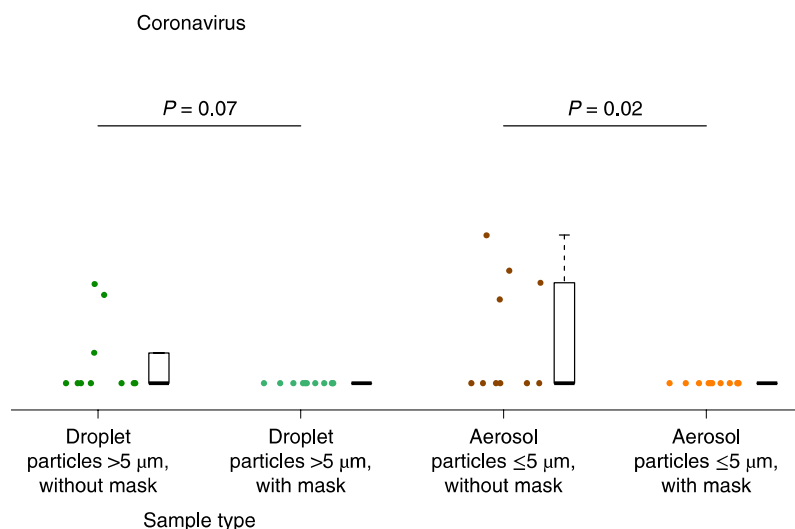 Coronavirus
P = 0.07
P = 0.02
Droplet
particles >5 μm,
without mask
Droplet
particles >5 μm,
with mask
Aerosol
particles ≤5 μm,
without mask
Aerosol
particles ≤5 μm,
with mask
Sample type